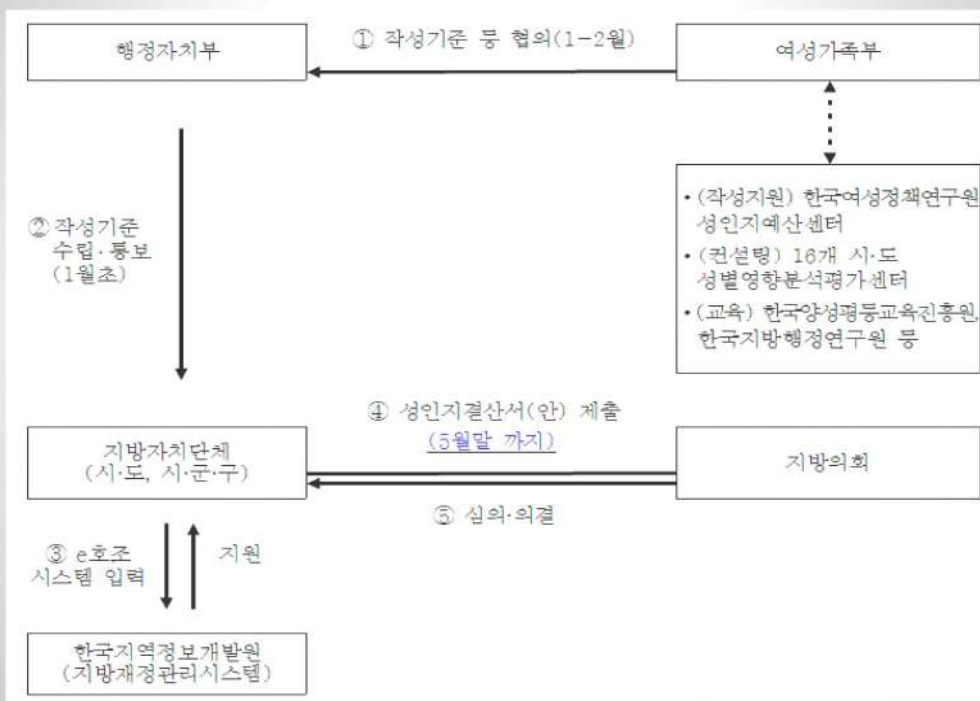 행정자치부
① 작성기준 등 협의(1-2월)
여성가족부
② 작성기준
수립·통보
(1월초)
• (작성지원) 한국여성정책연구원
성인지예산센터
• (컨설팅) 16개 시·도
성별영향분석평가센터
• (교육) 한국양성평등교육진흥원,
한국지방행정연구원 등
지방자치단체
(시·도, 시·군·구)
④ 성인지결산서(안) 제출
(5월말 까지)
⑤ 심의·의결
지방의회
③ e호조
시스템 입력
지원
한국지역정보개발원
(지방재정관리시스템)